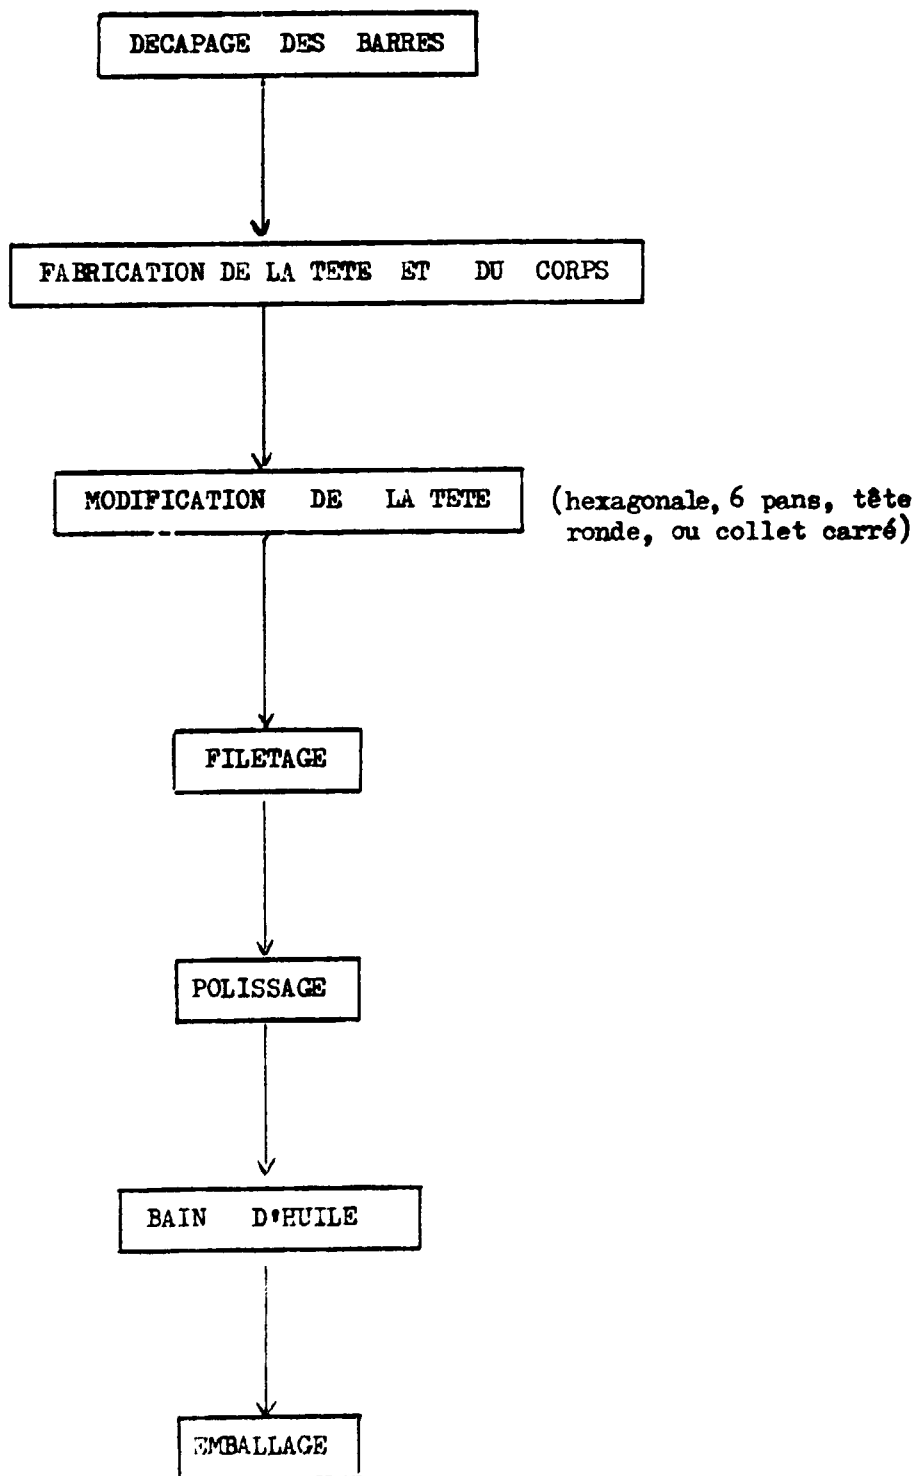 DECAPAGE DES BARRES
FABRICATION DE LA TETE ET DU CORPS
MODIFICATION DE LA TETE
(hexagonale, 6 pans, tête
ronde, ou collet carré)
FILETAGE
POLISSAGE
BAIN D'HUILE
EMBALLAGE